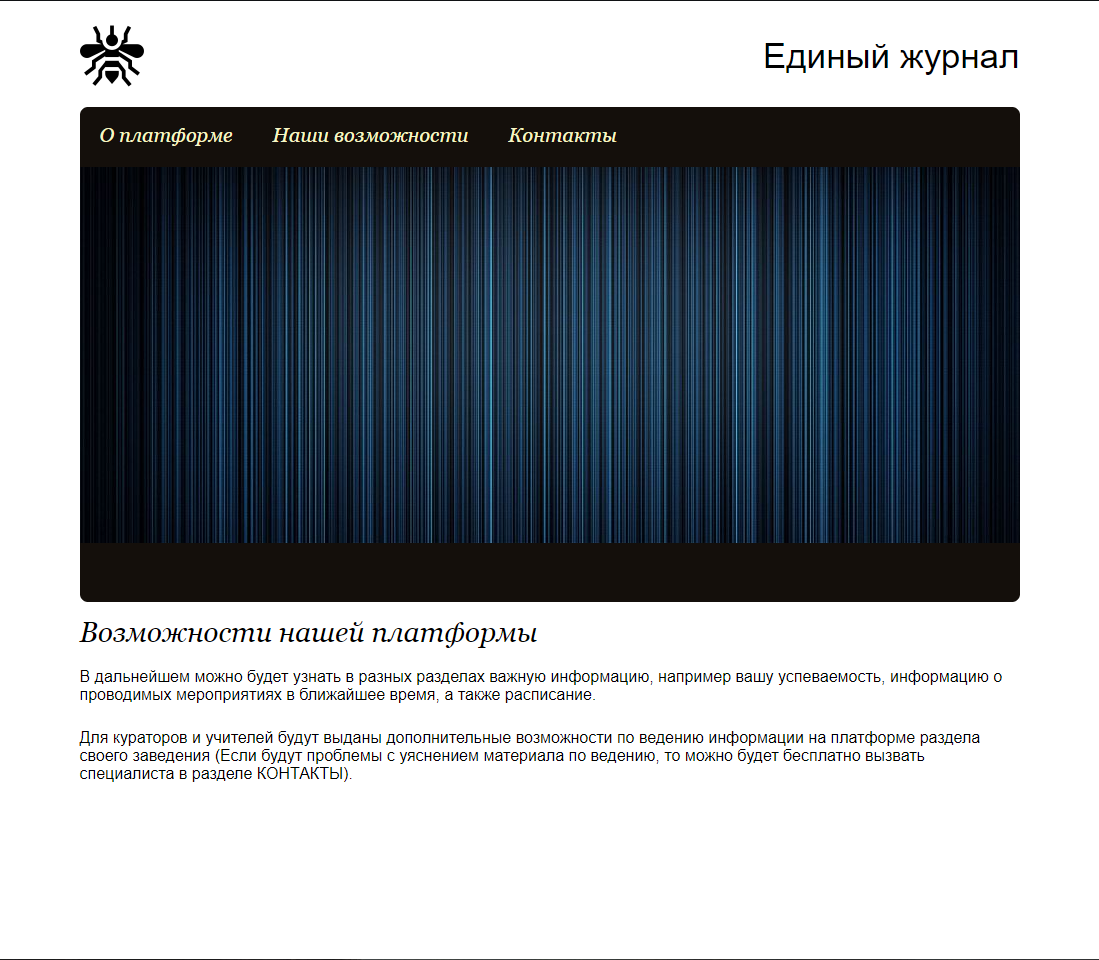 Единый журнал
О платформе Наши возможности Контакты
Возможности нашей платформы
В дальнейшем можно будет узнать в разных разделах важную информацию, например вашу успеваемость, информацию о
проводимых мероприятиях в ближайшее время, а также расписание.
Для кураторов и учителей будут выданы дополнительные возможности по ведению информации на платформе раздела
своего заведения (Если будут проблемы с уяснением материала по ведению, то можно будет бесплатно вызвать
специалиста в разделе КОНТАКТЫ).